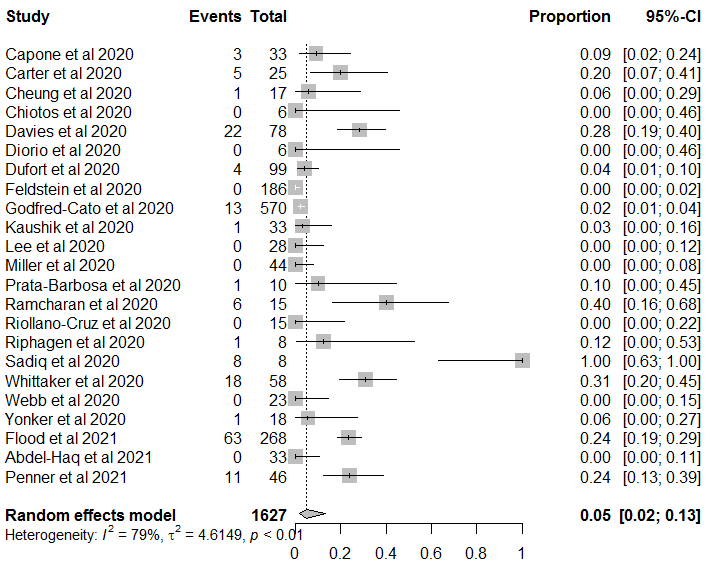 Study Events Total Proportion 95%-CI
Capone et al 2020 3 33 0.09 [0.02; 0.24]
Carter et al 2020 5 25 0.20 [0.07; 0.41]
Cheung et al 2020 1 17 0.06 [0.00; 0.29]
Chiotos et al 2020 0 6 0.00 [0.00; 0.46]
Davies et al 2020 22 78 0.28 [0.19; 0.40]
Diorio et al 2020 0 6 0.00 [0.00; 0.46]
Dufort et al 2020 4 99 0.04 [0.01; 0.10]
Feldstein et al 2020 0 186 0.00 [0.00; 0.02]
Godfred-Cato et al 2020 13 570 0.02 [0.01; 0.04]
Kaushik et al 2020 1 33 0.03 [0.00; 0.16]
Lee et al 2020 0 28 0.00 [0.00; 0.12]
Miller et al 2020 0 44 0.00 [0.00; 0.08]
Prata-Barbosa et al 2020 1 10 0.10 [0.00; 0.45]
Ramcharan et al 2020 6 15 0.40 [0.16; 0.68]
Riollano-Cruz et al 2020 0 15 0.00 [0.00; 0.22]
Riphagen et al 2020 1 8 0.12 [0.00; 0.53]
Sadiq et al 2020 8 8 1.00 [0.63; 1.00]
Whittaker et al 2020 18 58 0.31 [0.20; 0.45]
Webb et al 2020 0 23 0.00 [0.00; 0.15]
Yonker et al 2020 1 18 0.06 [0.00; 0.27]
Flood et al 2021 63 268 0.24 [0.19; 0.29]
Abdel-Haq et al 2021 0 33 0.00 [0.00; 0.11]
Penner et al 2021 11 46 0.24 [0.13; 0.39]
Random effects model 1627 0.05 [0.02; 0.13]
Heterogeneity: I² = 79%, τ² = 4.6149, p < 0.01
0 0.2 0.4 0.6 0.8 1